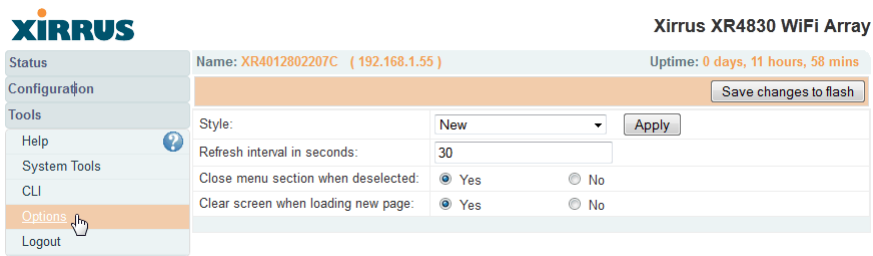 XIRRUS
Xirrus XR4830 WiFi Array
Status
Name: XR4012802207C ( 192.168.1.55 )
Uptime: 0 days, 11 hours, 58 mins
Configuration
Save changes to flash
Tools
Help
?
System Tools
CLI
Options
Logout
Style: New Apply
Refresh interval in seconds: 30
Close menu section when deselected: Yes No
Clear screen when loading new page: Yes No